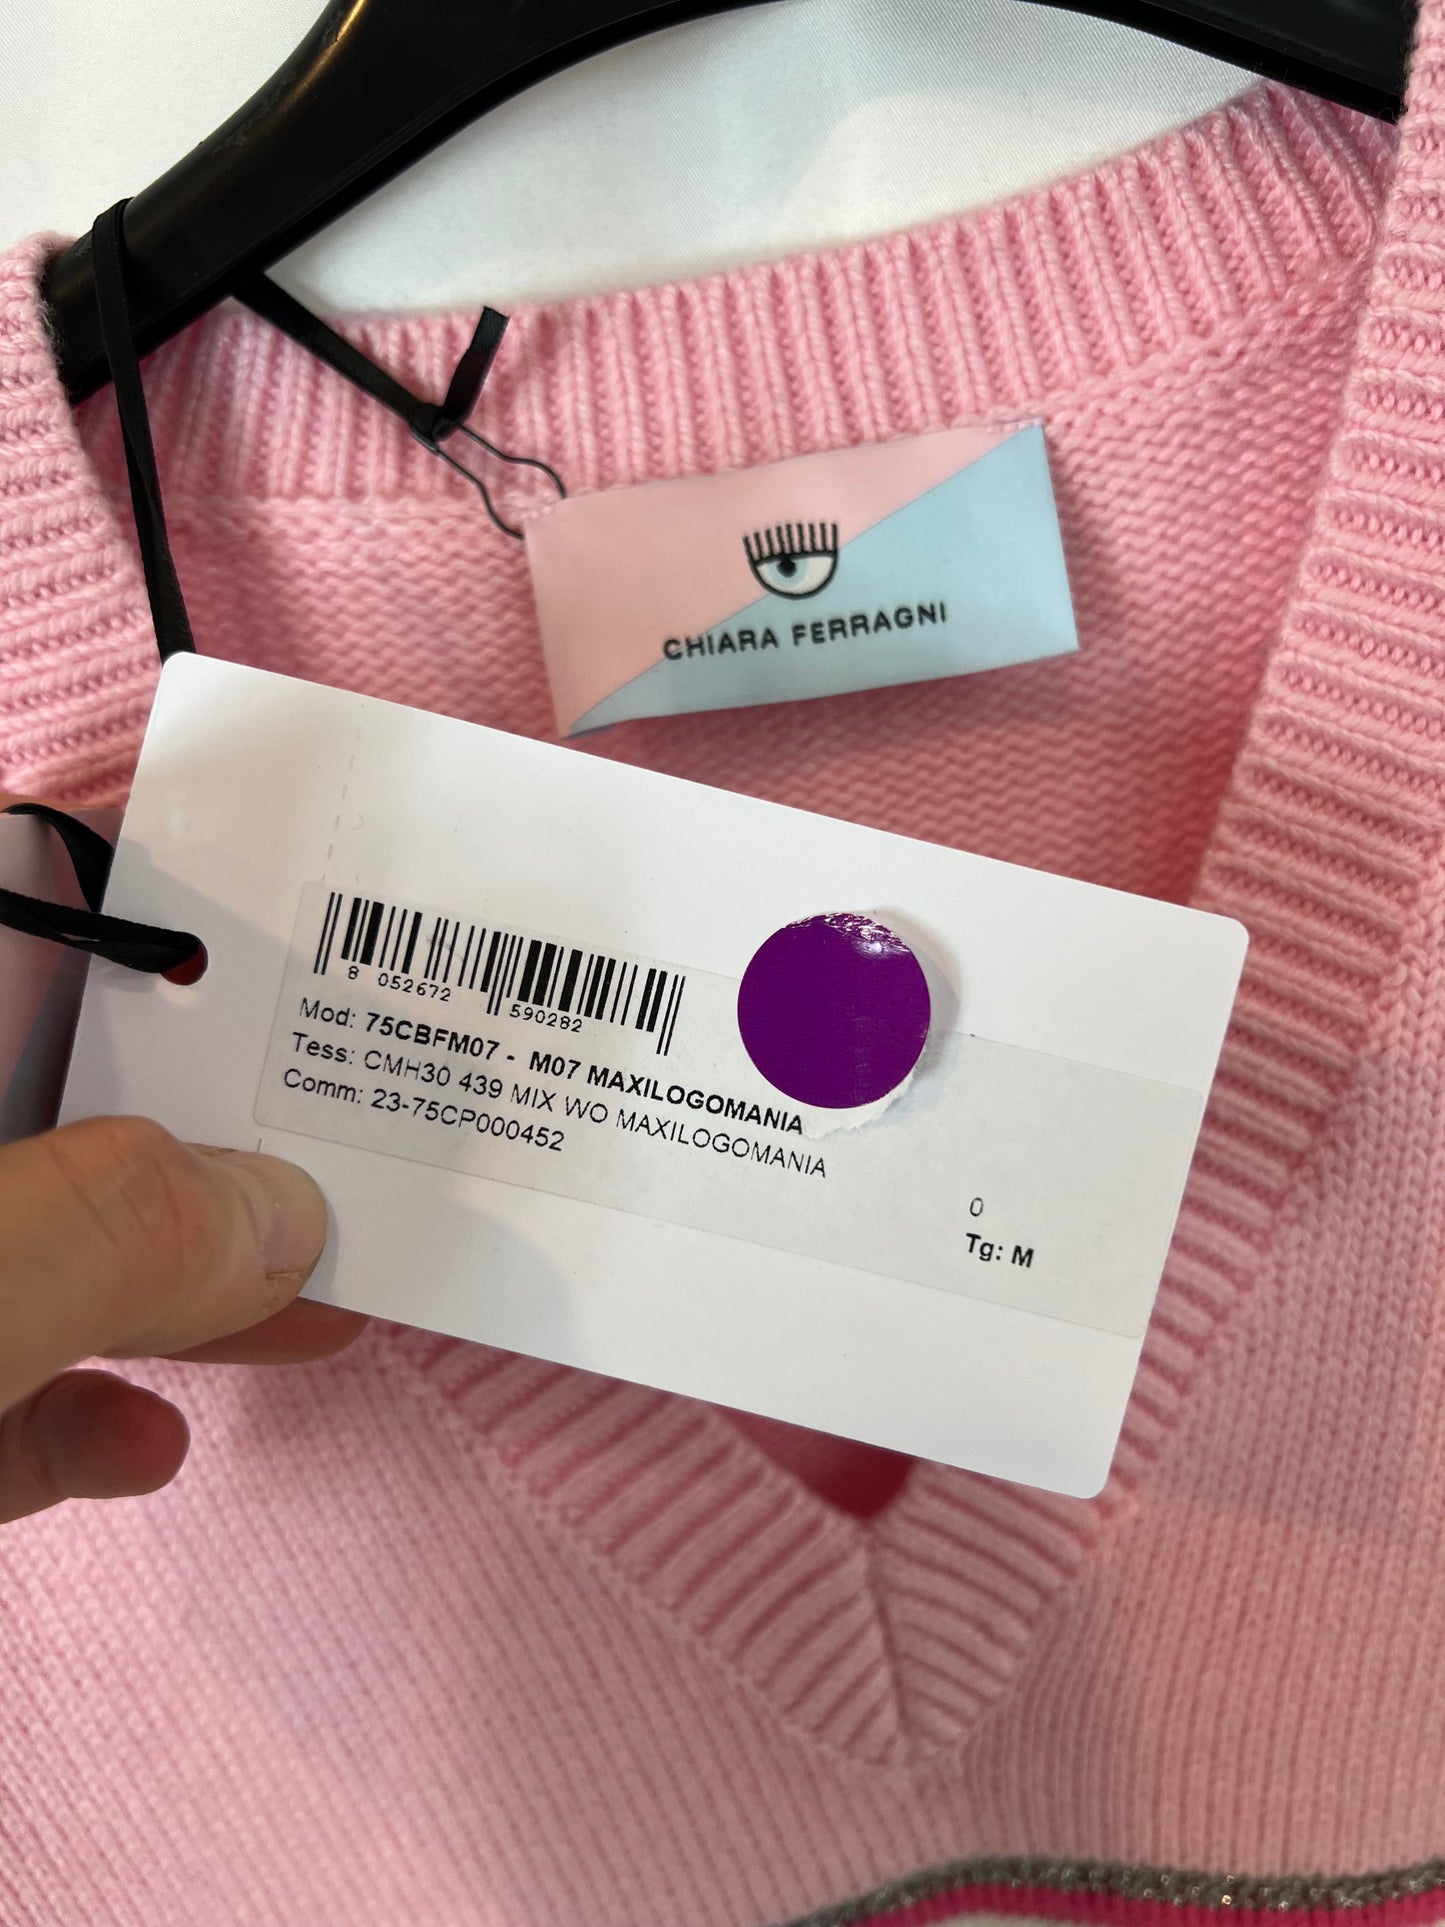 CHIARA FERRAGNI
8 052672 590282
Mod: 75CBFM07 - M07 MAXILOGOMANIA
Tess: CMH30 439 MIX WO MAXILOGOMANIA
Comm: 23-75CP000452
0
Tg: M